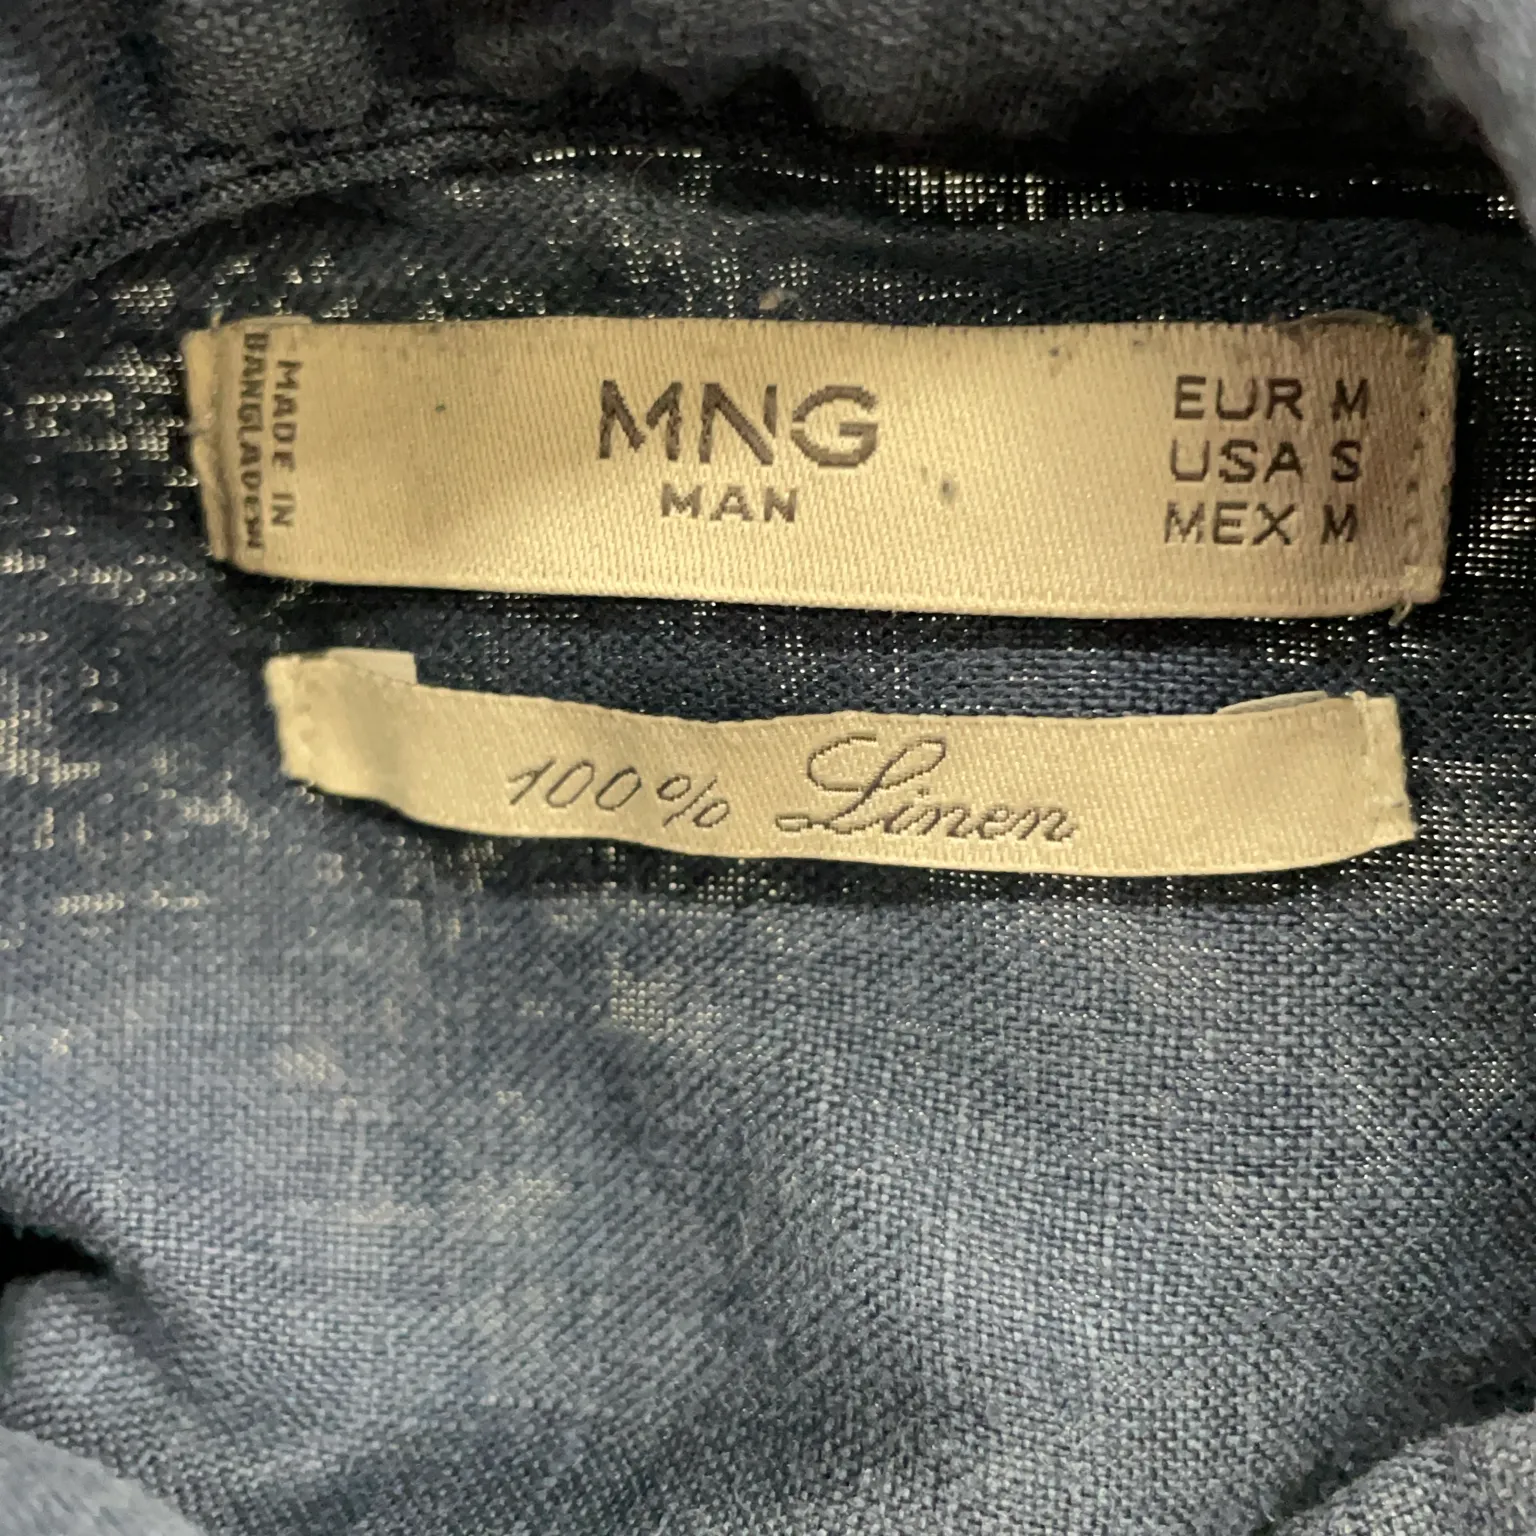 MADE IN
BANGLADESH
MNG
MAN
EUR M
USA S
MEX M
100% Linen